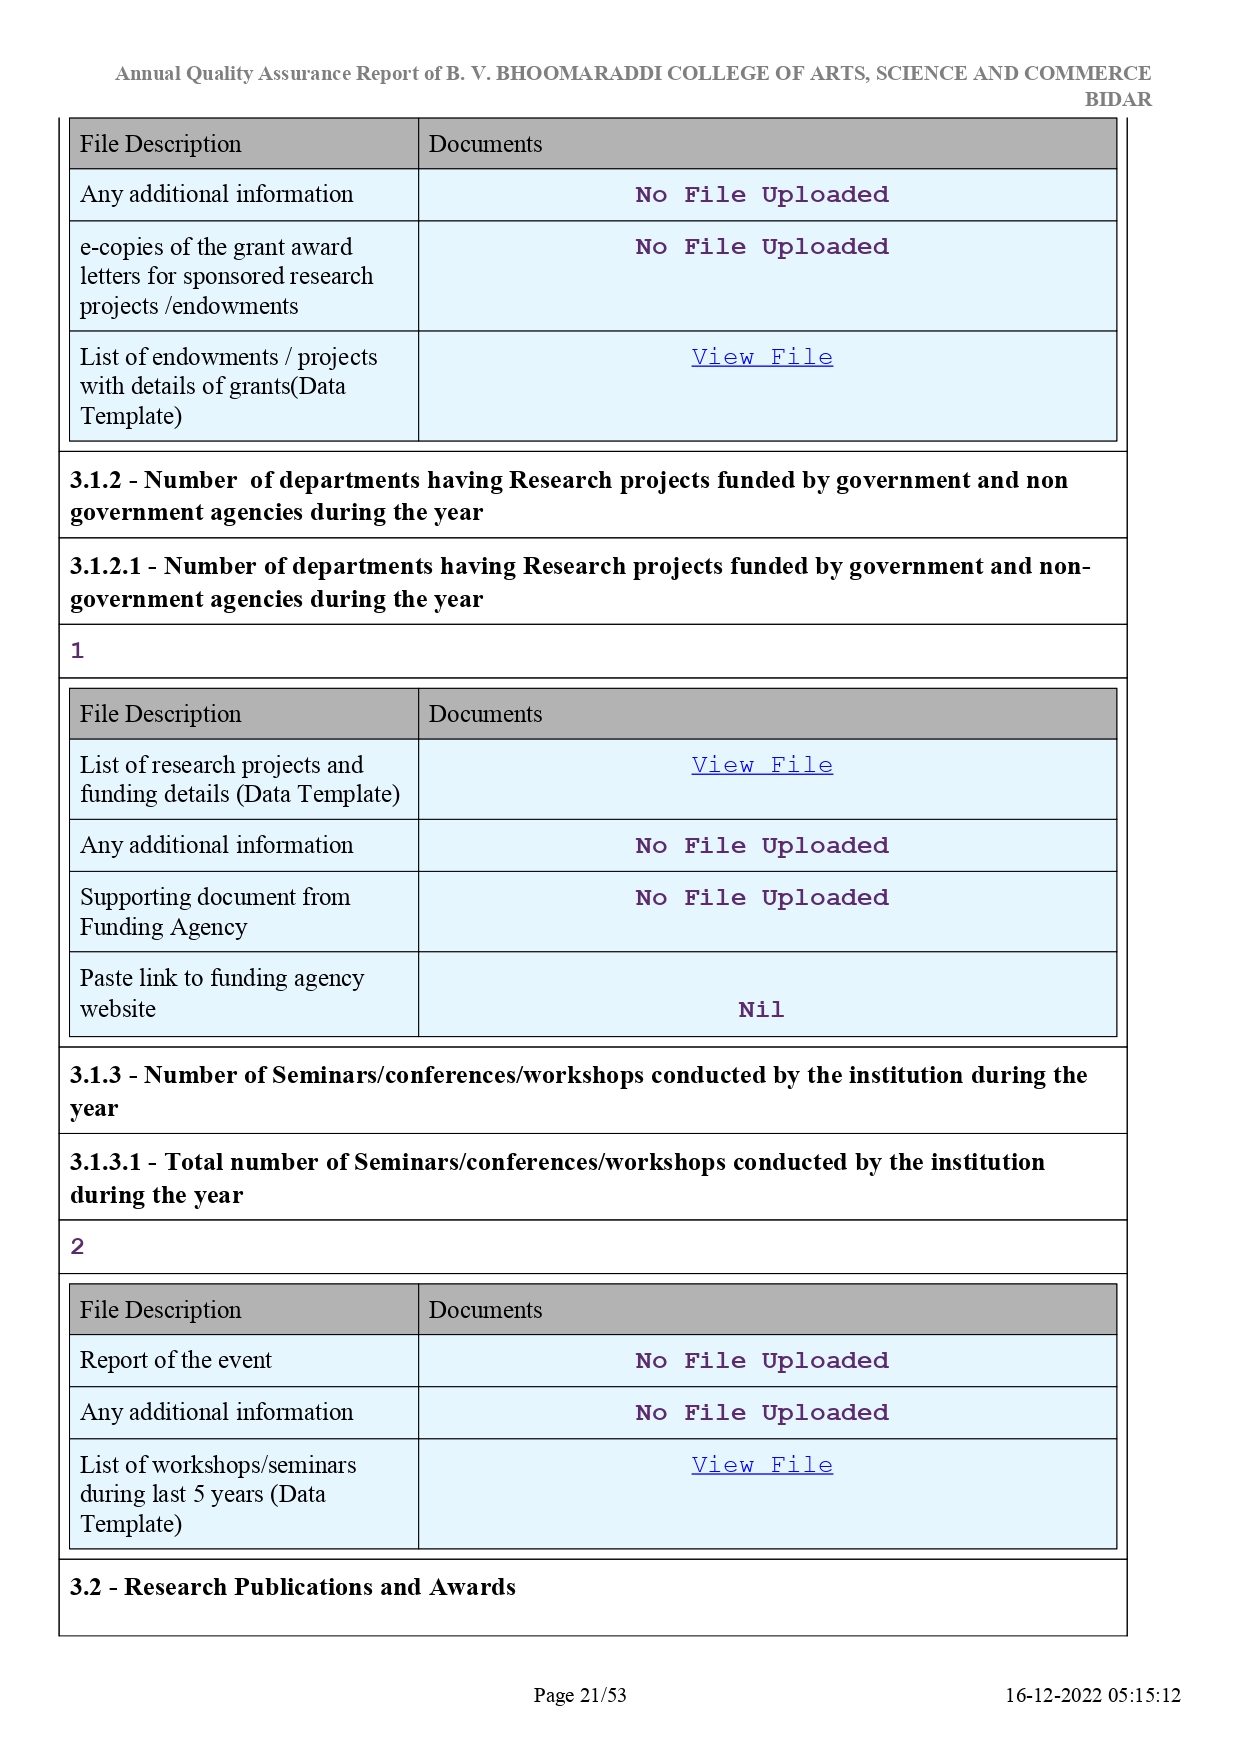 Annual Quality Assurance Report of B. V. BHOOMARADDI COLLEGE OF ARTS, SCIENCE AND COMMERCE
BIDAR
File Description Documents
Any additional information No File Uploaded
e-copies of the grant award No File Uploaded
letters for sponsored research
projects /endowments
List of endowments / projects View File
with details of grants(Data
Template)
3.1.2 - Number of departments having Research projects funded by government and non
government agencies during the year
3.1.2.1 - Number of departments having Research projects funded by government and non-
government agencies during the year
1
File Description Documents
List of research projects and View File
funding details (Data Template)
Any additional information No File Uploaded
Supporting document from No File Uploaded
Funding Agency
Paste link to funding agency
website Nil
3.1.3 - Number of Seminars/conferences/workshops conducted by the institution during the
year
3.1.3.1 - Total number of Seminars/conferences/workshops conducted by the institution
during the year
2
File Description Documents
Report of the event No File Uploaded
Any additional information No File Uploaded
List of workshops/seminars View File
during last 5 years (Data
Template)
3.2 - Research Publications and Awards
Page 21/53 16-12-2022 05:15:12